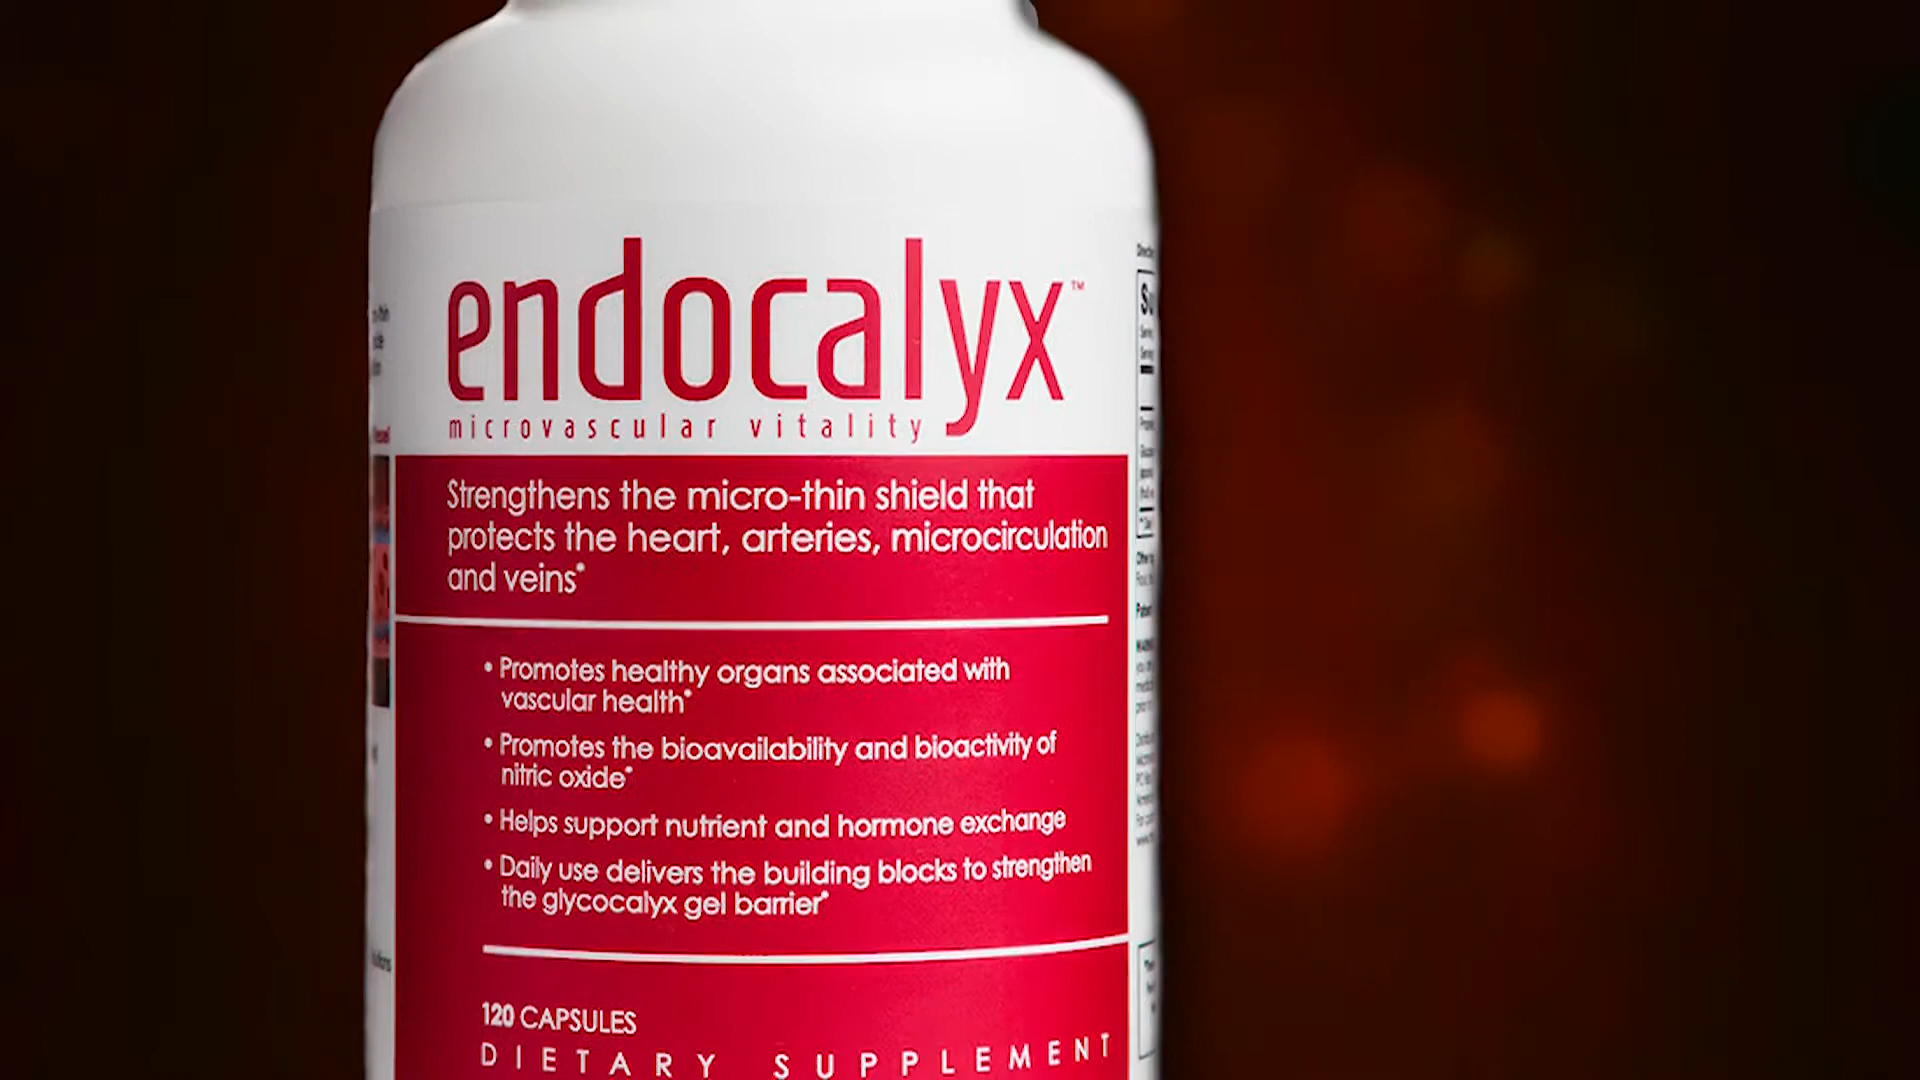 endocalyx™
microvascular vitality
Strengthens the micro-thin shield that
protects the heart, arteries, microcirculation
and veins*
• Promotes healthy organs associated with
vascular health*
• Promotes the bioavailability and bioactivity of
nitric oxide*
• Helps support nutrient and hormone exchange
• Daily use delivers the building blocks to strengthen
the glycocalyx gel barrier*
120 CAPSULES
DIETARY SUPPLEMENT